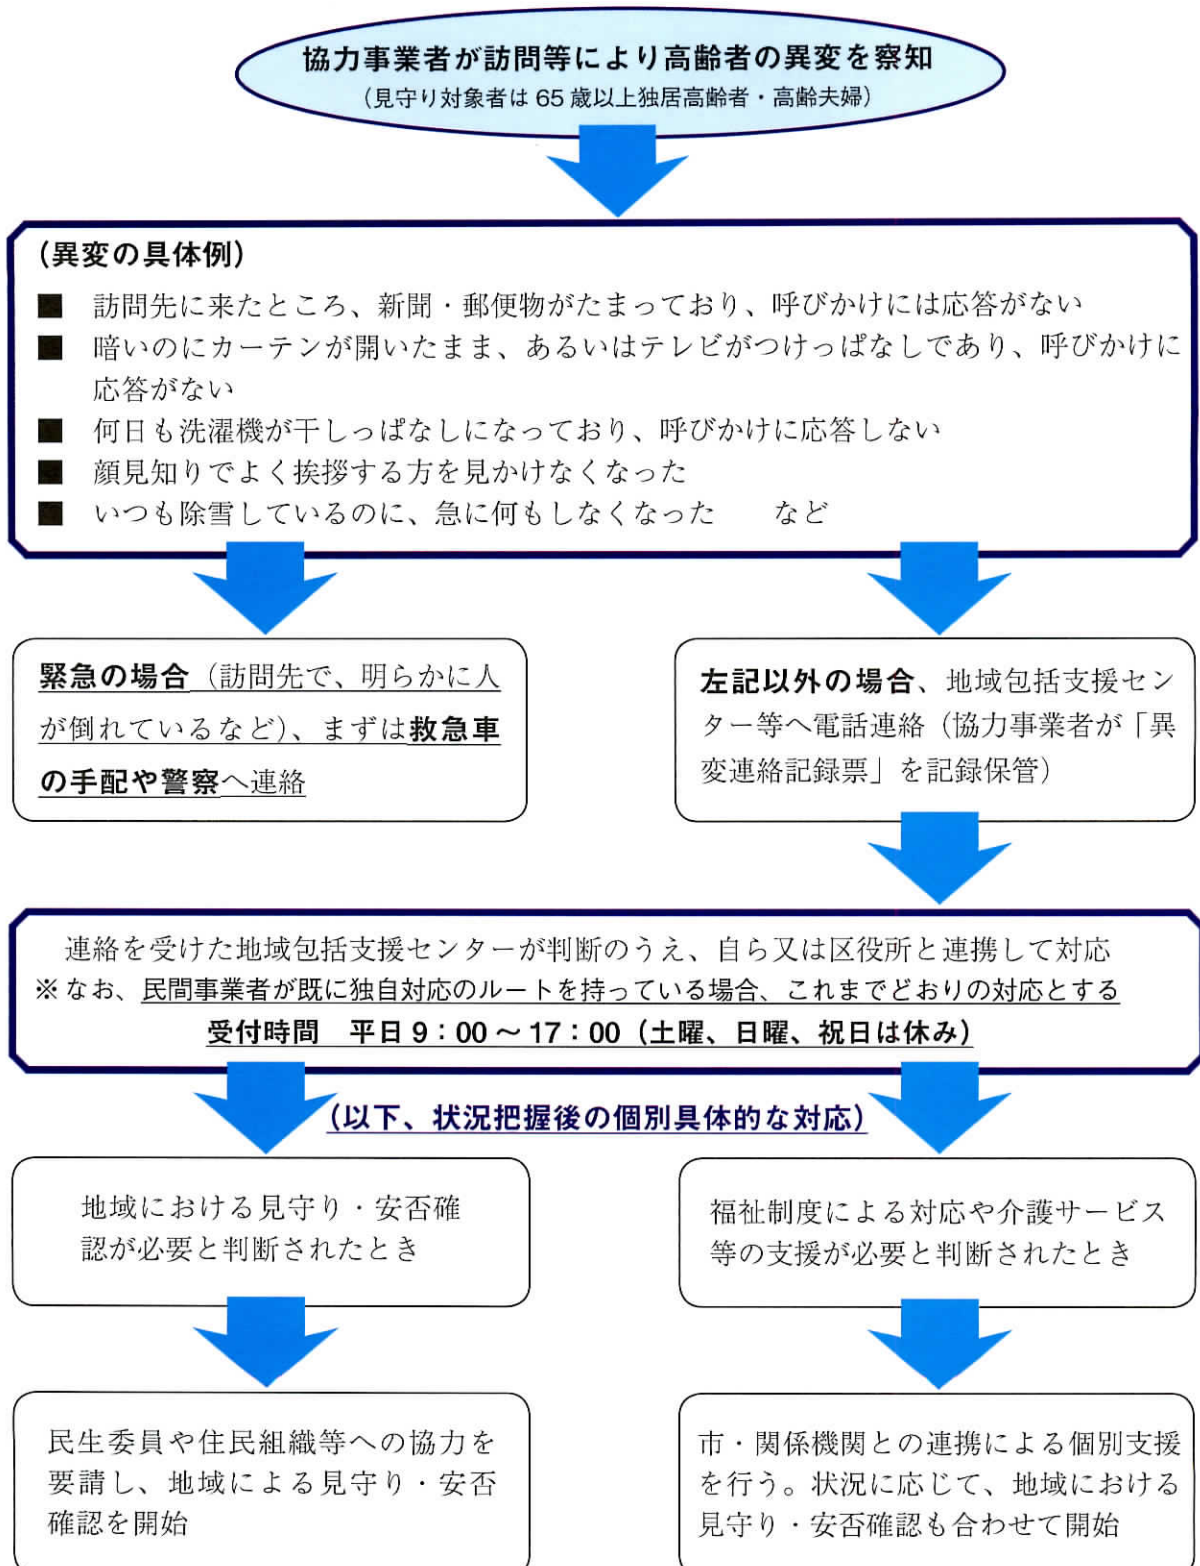 協力事業者が訪問等により高齢者の異変を察知
（見守り対象者は 65 歳以上独居高齢者・高齢夫婦）
（異変の具体例）
■ 訪問先に来たところ、新聞・郵便物がたまっており、呼びかけには応答がない
■ 暗いのにカーテンが開いたまま、あるいはテレビがつけっぱなしであり、呼びかけに
応答がない
■ 何日も洗濯機が干しっぱなしになっており、呼びかけに応答しない
■ 顔見知りでよく挨拶する方を見かけなくなった
■ いつも除雪しているのに、急に何もしなくなった　　など
緊急の場合（訪問先で、明らかに人
が倒れているなど）、まずは救急車
の手配や警察へ連絡
左記以外の場合、地域包括支援セン
ター等へ電話連絡（協力事業者が「異
変連絡記録票」を記録保管）
連絡を受けた地域包括支援センターが判断のうえ、自ら又は区役所と連携して対応
※なお、民間事業者が既に独自対応のルートを持っている場合、これまでどおりの対応とする
受付時間　平日 9：00 ～ 17：00（土曜、日曜、祝日は休み）
（以下、状況把握後の個別具体的な対応）
地域における見守り・安否確
認が必要と判断されたとき
福祉制度による対応や介護サービス
等の支援が必要と判断されたとき
民生委員や住民組織等への協力を
要請し、地域による見守り・安否
確認を開始
市・関係機関との連携による個別支援
を行う。状況に応じて、地域における
見守り・安否確認も合わせて開始